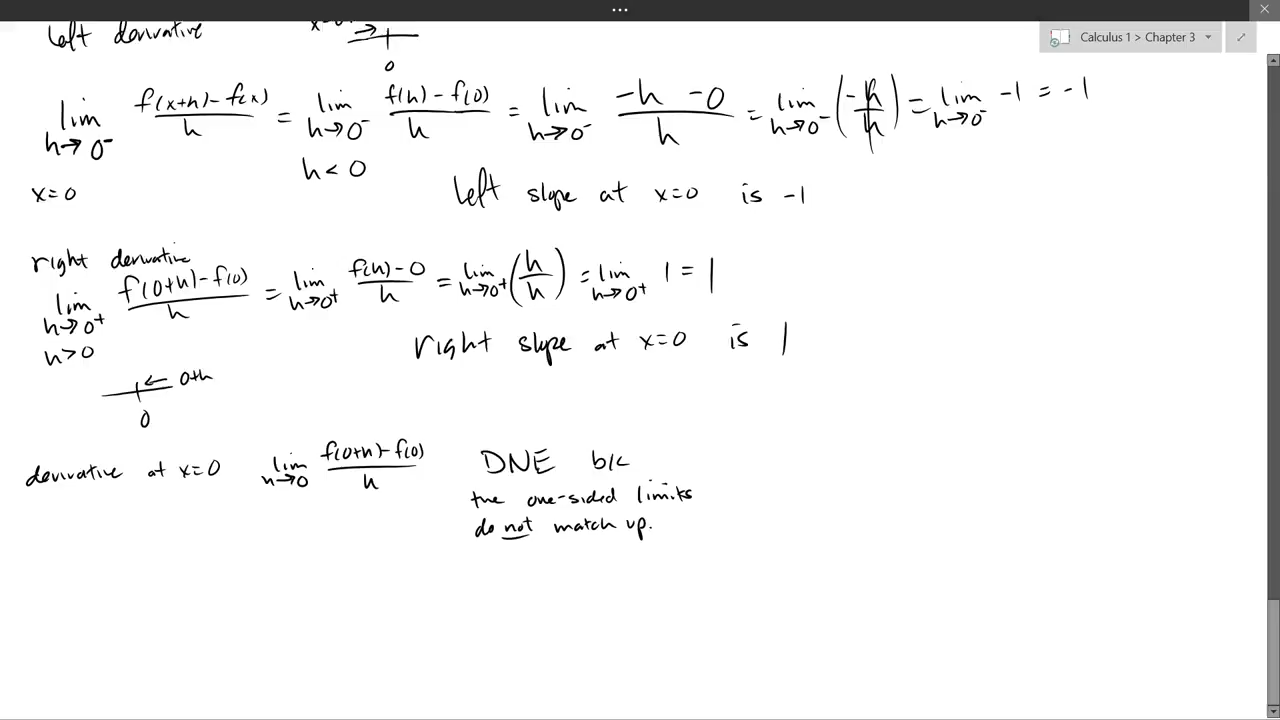 Calculus 1 > Chapter 3
left derivative
0
lim h→0⁻ f(x+h)-f(x)/h = lim h→0⁻ f(h)-f(0)/h = lim h→0⁻ -h-0/h = lim h→0⁻ (-h/h) = lim h→0⁻ -1 = -1
h<0
x=0
left slope at x=0 is -1
right derivative
lim h→0⁺ f(0+h)-f(0)/h = lim h→0⁺ f(h)-0/h = lim h→0⁺ (h/h) = lim h→0⁺ 1 = 1
h>0
right slope at x=0 is 1
0+h
0
derivative at x=0 lim h→0 f(0+h)-f(0)/h DNE b/c
the one-sided limits
do not match up.